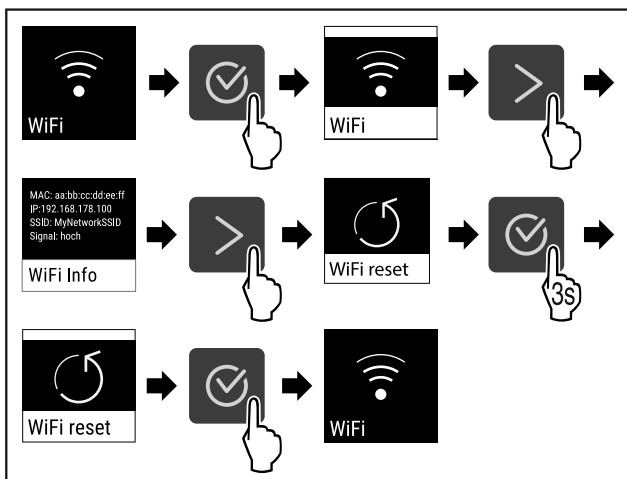 WiFi
WiFi
MAC: aa:bb:cc:dd:ee:ff
IP:192.168.178.100
SSID: MyNetworkSSID
Signal: hoch
WiFi Info
WiFi reset
3s
WiFi reset
WiFi